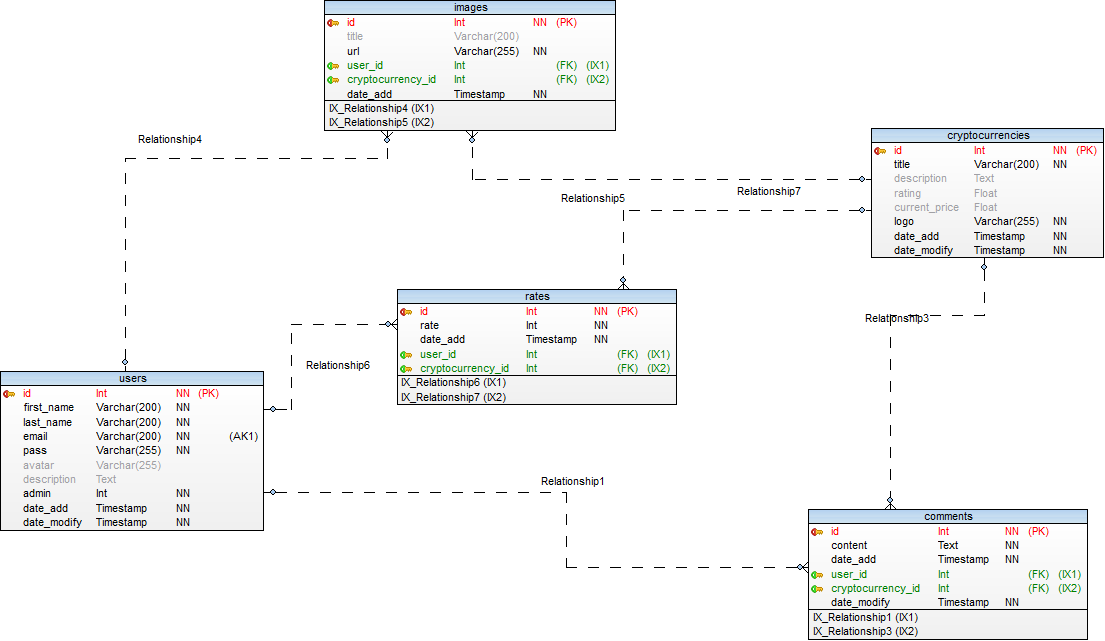 images
id Int NN (PK)
title Varchar(200)
url Varchar(255) NN
user_id Int (FK) (IX1)
cryptocurrency_id Int (FK) (IX2)
date_add Timestamp NN
IX_Relationship4 (IX1)
IX_Relationship5 (IX2)
Relationship4
Relationship7
Relationship5
cryptocurrencies
id Int NN (PK)
title Varchar(200) NN
description Text
rating Float
current_price Float
logo Varchar(255) NN
date_add Timestamp NN
date_modify Timestamp NN
rates
id Int NN (PK)
rate Int NN
date_add Timestamp NN
user_id Int (FK) (IX1)
cryptocurrency_id Int (FK) (IX2)
IX_Relationship6 (IX1)
IX_Relationship7 (IX2)
Relationship3
Relationship6
users
id Int NN (PK)
first_name Varchar(200) NN
last_name Varchar(200) NN
email Varchar(200) NN (AK1)
pass Varchar(255) NN
avatar Varchar(255)
description Text
admin Int NN
date_add Timestamp NN
date_modify Timestamp NN
Relationship1
comments
id Int NN (PK)
content Text NN
date_add Timestamp NN
user_id Int (FK) (IX1)
cryptocurrency_id Int (FK) (IX2)
date_modify Timestamp NN
IX_Relationship1 (IX1)
IX_Relationship3 (IX2)